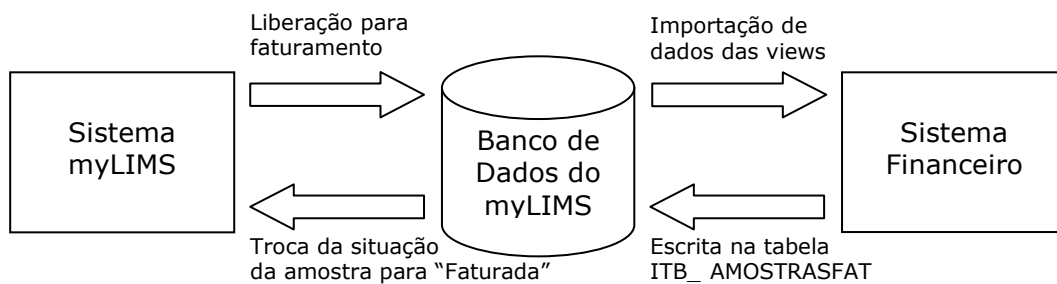 Liberação para
faturamento
Importação de
dados das views
Sistema
myLIMS
Banco de
Dados do
myLIMS
Sistema
Financeiro
Troca da situação
da amostra para “Faturada”
Escrita na tabela
ITB_ AMOSTRASFAT